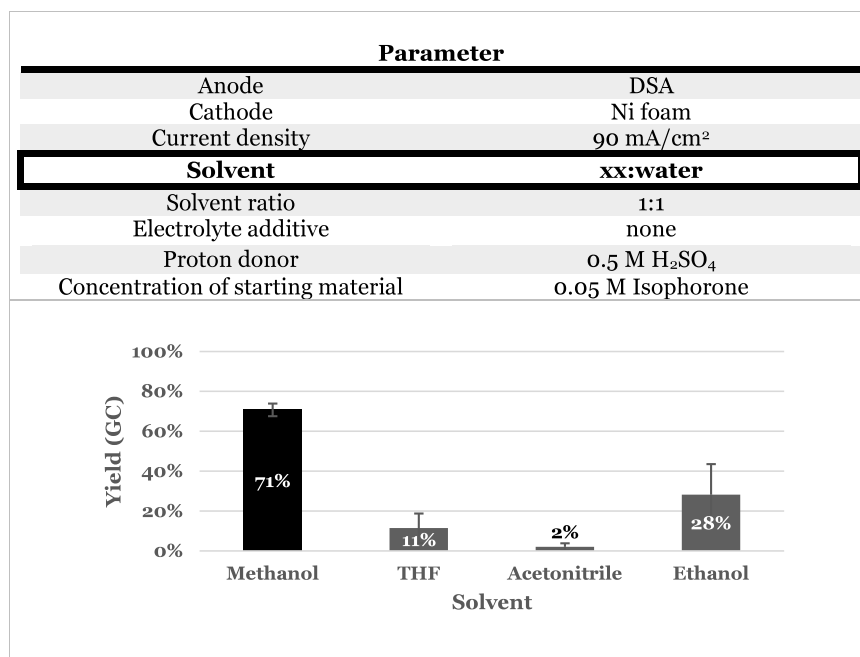 Parameter
Anode DSA
Cathode Ni foam
Current density 90 mA/cm²
Solvent xx:water
Solvent ratio 1:1
Electrolyte additive none
Proton donor 0.5 M H₂SO₄
Concentration of starting material 0.05 M Isophorone
100%
80%
60%
40%
20%
0%
Yield (GC)
71%
11%
2%
28%
Methanol THF Acetonitrile Ethanol
Solvent